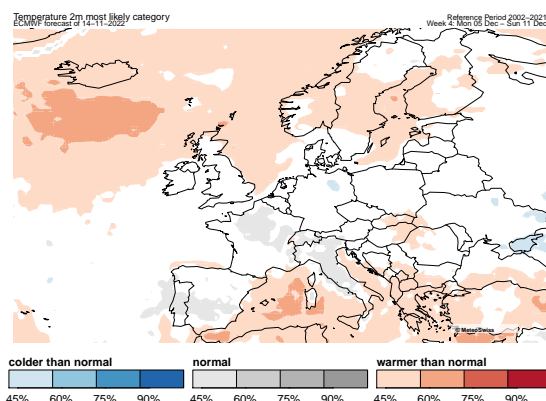 Temperature 2m most likely category
Reference Period 2002–2021
ECMWF forecast of 14–11–2022
Week 4: Mon 05 Dec – Sun 11 Dec
© MeteoSwiss
colder than normal
normal
warmer than normal
45% 60% 75% 90%
45% 60% 75% 90%
45% 60% 75% 90%